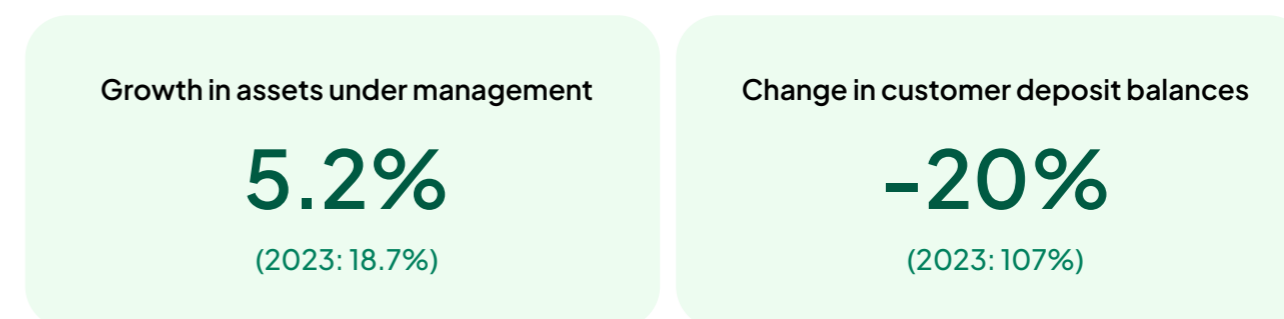 Growth in assets under management
5.2%
(2023: 18.7%)
Change in customer deposit balances
-20%
(2023: 107%)